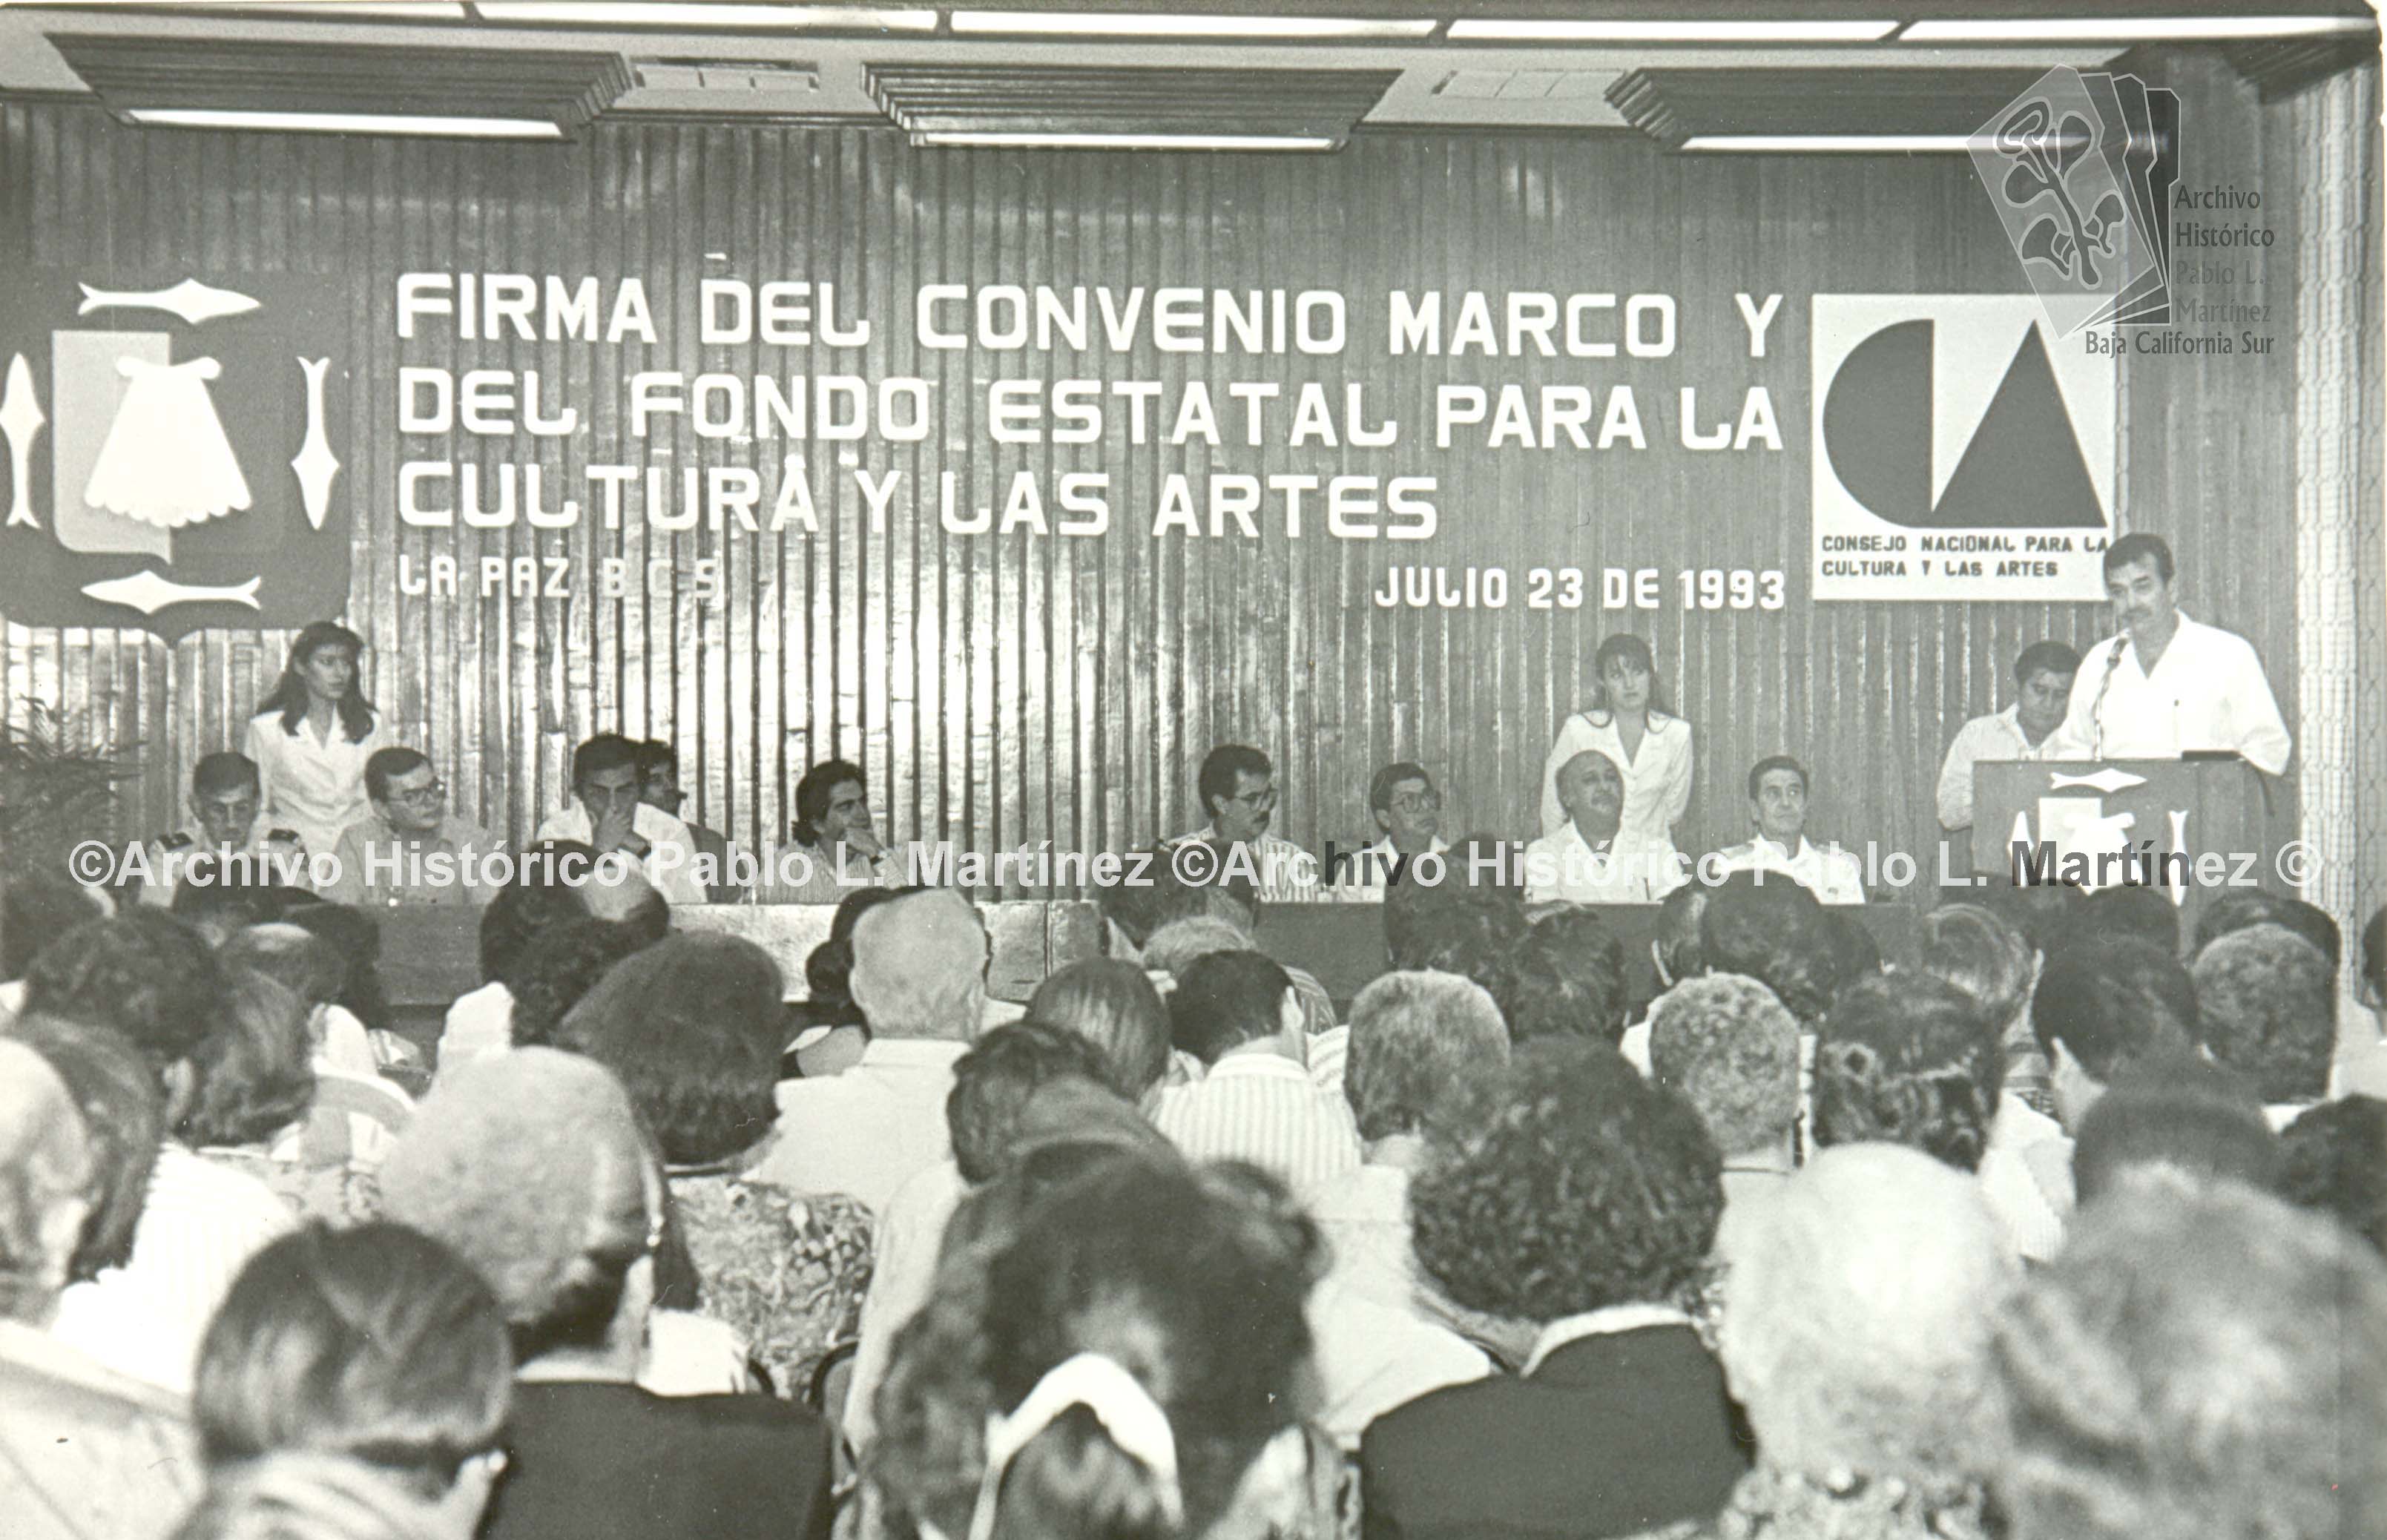 FIRMA DEL CONVENIO MARCO Y
DEL FONDO ESTATAL PARA LA
CULTURA Y LAS ARTES
LA PAZ B C S
JULIO 23 DE 1993
CONSEJO NACIONAL PARA LA
CULTURA Y LAS ARTES
Archivo
Histórico
Pablo L.
Martínez
Baja California Sur
©Archivo Histórico Pablo L. Martínez ©Archivo Histórico Pablo L. Martínez ©